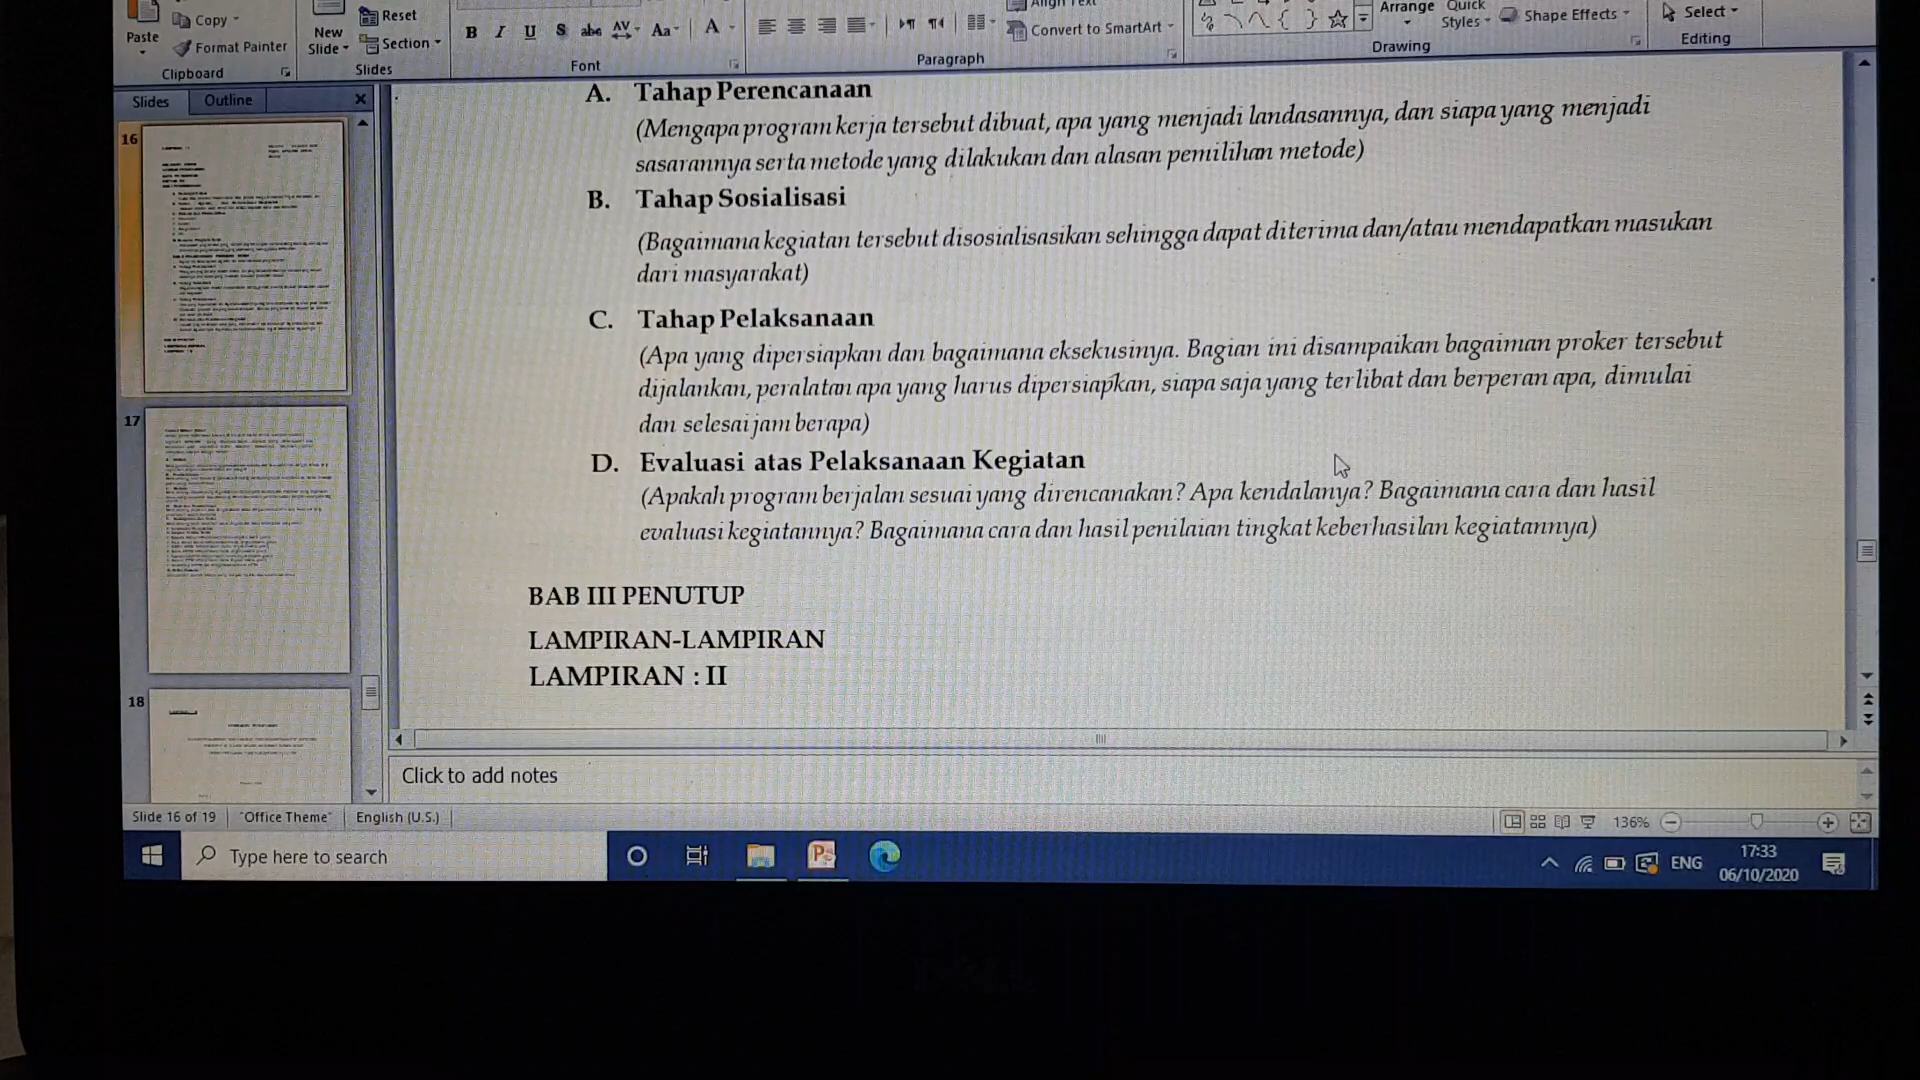 Copy
Reset
Paste
Format Painter
New
Slide
Section
Clipboard
Slides
B I U S abc AV Aa A
Font
Convert to SmartArt
Paragraph
Arrange
Quick
Styles
Shape Effects
Drawing
Select
Editing
Slides
Outline
16
17
18
A. Tahap Perencanaan
(Mengapa program kerja tersebut dibuat, apa yang menjadi landasannya, dan siapa yang menjadi
sasarannya serta metode yang dilakukan dan alasan pemilihan metode)
B. Tahap Sosialisasi
(Bagaimana kegiatan tersebut disosialisasikan sehingga dapat diterima dan/atau mendapatkan masukan
dari masyarakat)
C. Tahap Pelaksanaan
(Apa yang dipersiapkan dan bagaimana eksekusinya. Bagian ini disampaikan bagaiman proker tersebut
dijalankan, peralatan apa yang harus dipersiapkan, siapa saja yang terlibat dan berperan apa, dimulai
dan selesai jam berapa)
D. Evaluasi atas Pelaksanaan Kegiatan
(Apakah program berjalan sesuai yang direncanakan? Apa kendalanya? Bagaimana cara dan hasil
evaluasi kegiatannya? Bagaimana cara dan hasil penilaian tingkat keberhasilan kegiatannya)
BAB III PENUTUP
LAMPIRAN-LAMPIRAN
LAMPIRAN : II
Click to add notes
Slide 16 of 19
"Office Theme"
English (U.S.)
136%
Type here to search
ENG
17:33
06/10/2020